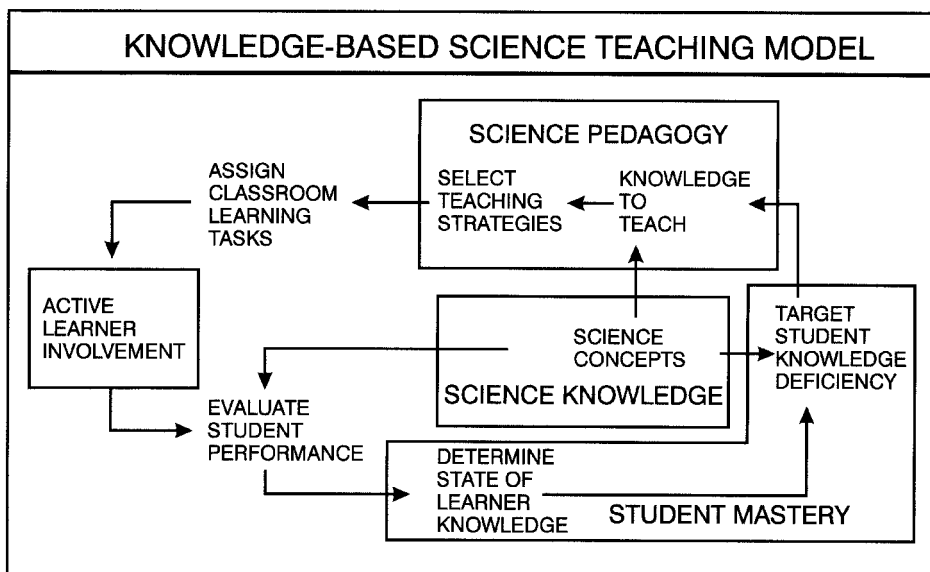 KNOWLEDGE-BASED SCIENCE TEACHING MODEL
SCIENCE PEDAGOGY
ASSIGN
CLASSROOM
LEARNING
TASKS
SELECT
TEACHING
STRATEGIES
KNOWLEDGE
TO
TEACH
ACTIVE
LEARNER
INVOLVEMENT
SCIENCE
CONCEPTS
SCIENCE KNOWLEDGE
TARGET
STUDENT
KNOWLEDGE
DEFICIENCY
EVALUATE
STUDENT
PERFORMANCE
DETERMINE
STATE OF
LEARNER
KNOWLEDGE
STUDENT MASTERY